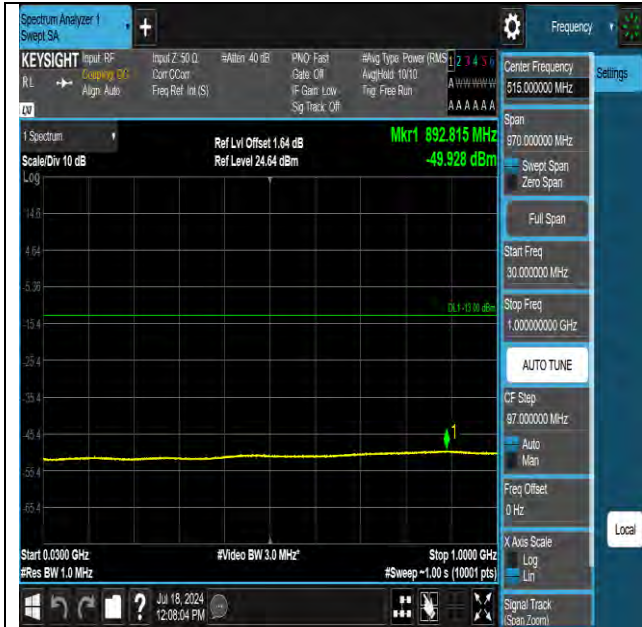 Spectrum Analyzer 1
Swept SA
+
Frequency
KEYSIGHT
RL
Input: RF
Coupling: DC
Align: Auto
Input Z: 50 Ω
Corr CCorr
Freq Ref: Int (S)
#Atten: 40 dB
PNO: Fast
Gate: Off
IF Gain: Low
Sig Track: Off
#Avg Type: Power (RMS)
Avg|Hold: 10/10
Trig: Free Run
1 2 3 4 5 6
A W W W W W
A A A A A A
LXI
1 Spectrum
Scale/Div 10 dB
Ref Lvl Offset 1.64 dB
Ref Level 24.64 dBm
Mkr1 892.815 MHz
-49.928 dBm
Log
14.6
4.64
-5.36
DL1 -13.00 dBm
-15.4
-25.4
-35.4
-45.4
1
-55.4
-65.4
Start 0.0300 GHz
#Res BW 1.0 MHz
#Video BW 3.0 MHz*
Stop 1.0000 GHz
#Sweep ~1.00 s (10001 pts)
?
Jul 18, 2024
12:08:04 PM
Center Frequency
515.000000 MHz
Settings
Span
970.000000 MHz
Swept Span
Zero Span
Full Span
Start Freq
30.000000 MHz
Stop Freq
1.000000000 GHz
AUTO TUNE
CF Step
97.000000 MHz
Auto
Man
Freq Offset
0 Hz
X Axis Scale
Log
Lin
Local
Signal Track
(Span Zoom)